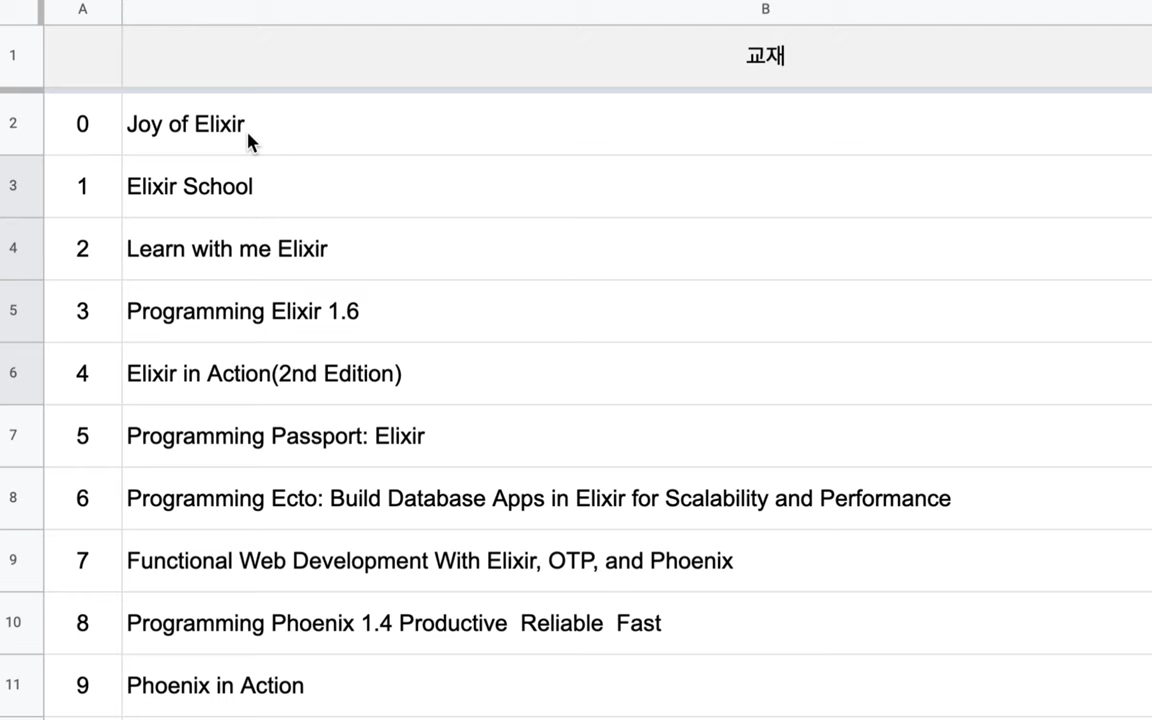 A B
1 교재
2 0 Joy of Elixir
3 1 Elixir School
4 2 Learn with me Elixir
5 3 Programming Elixir 1.6
6 4 Elixir in Action(2nd Edition)
7 5 Programming Passport: Elixir
8 6 Programming Ecto: Build Database Apps in Elixir for Scalability and Performance
9 7 Functional Web Development With Elixir, OTP, and Phoenix
10 8 Programming Phoenix 1.4 Productive  Reliable  Fast
11 9 Phoenix in Action